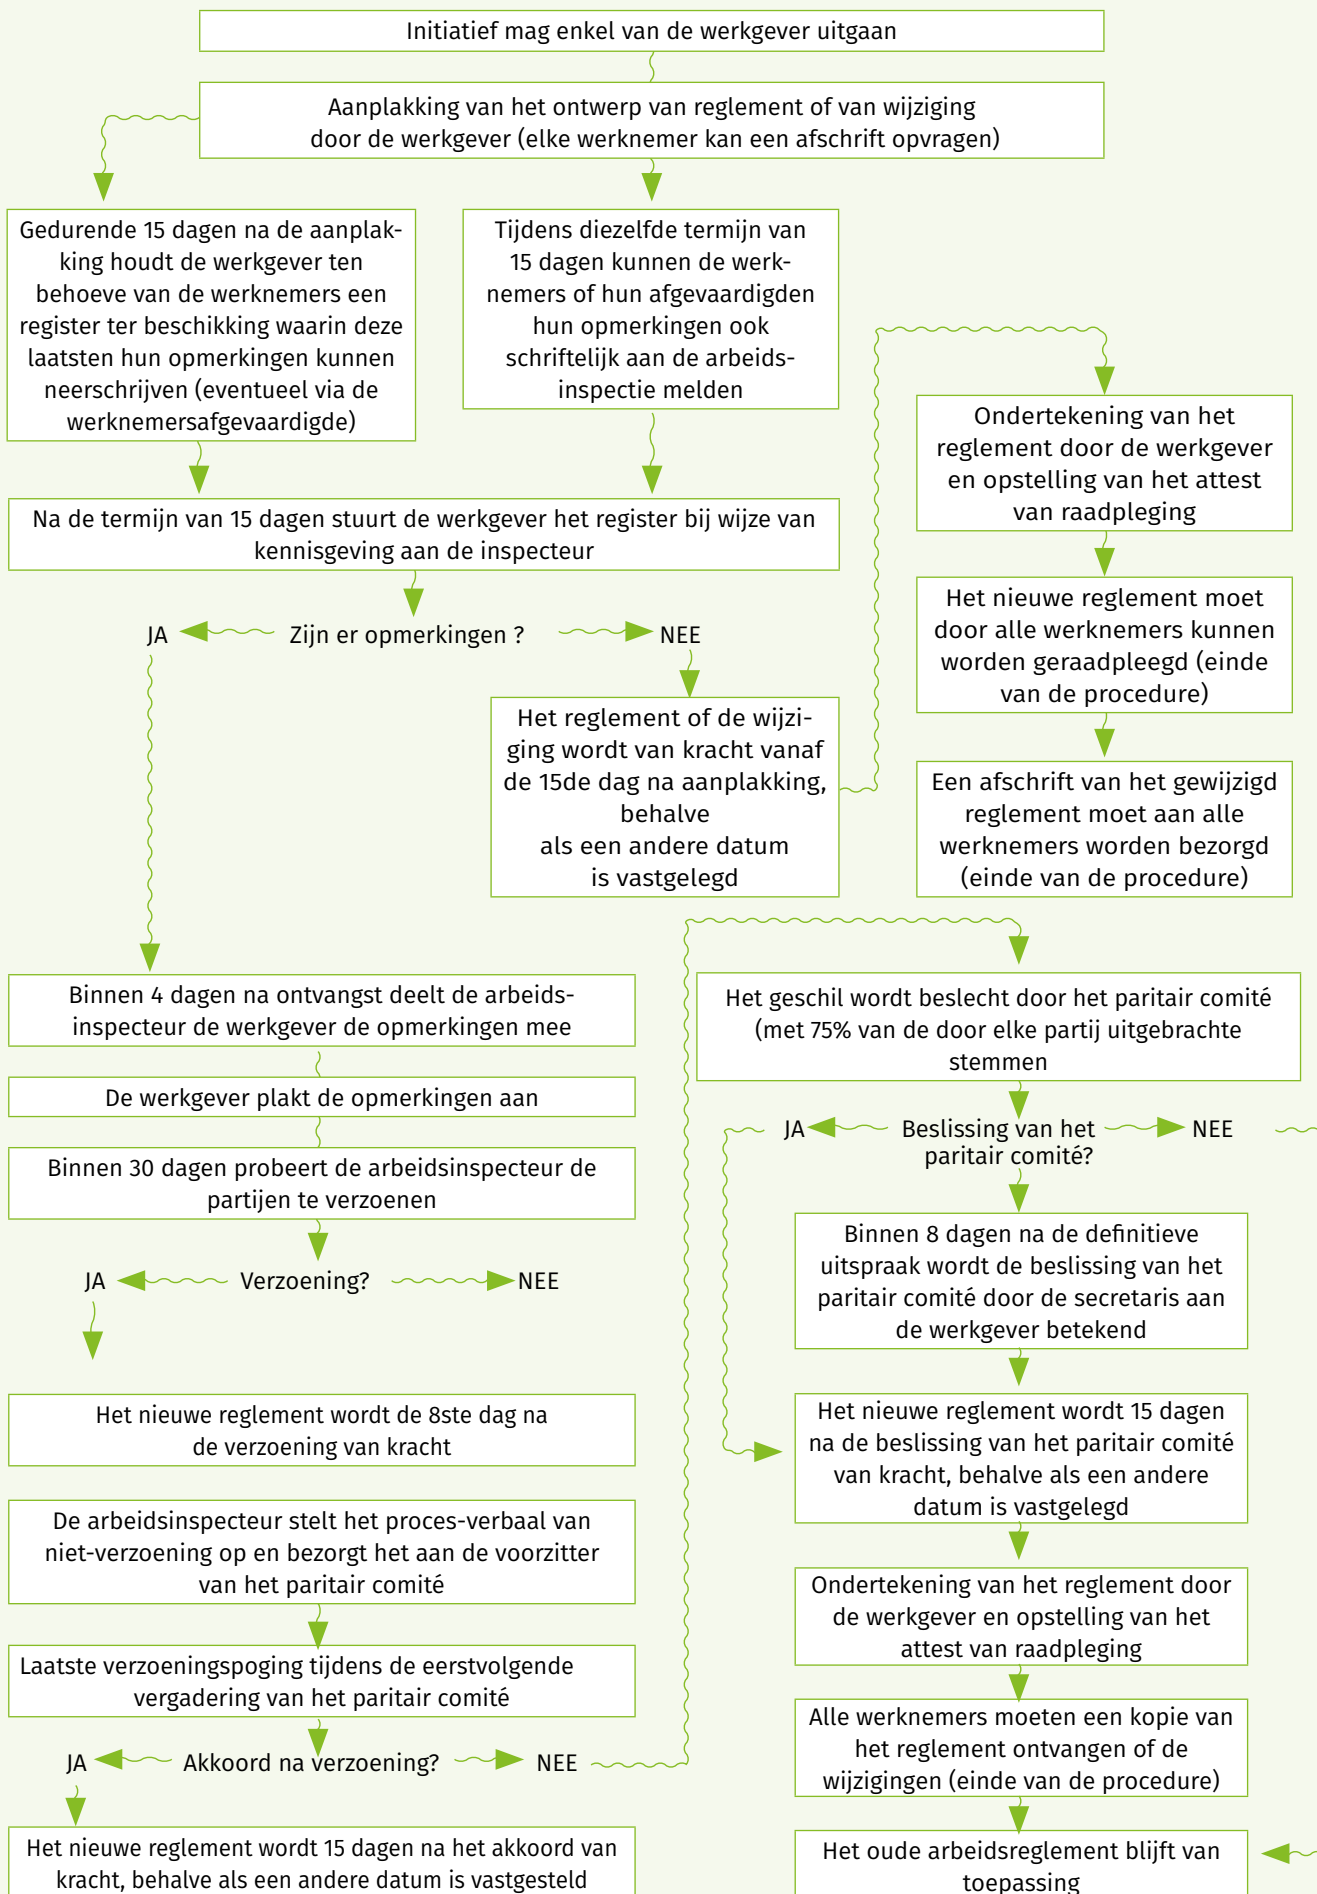 Initiatief mag enkel van de werkgever uitgaan
Aanplakking van het ontwerp van reglement of van wijziging
door de werkgever (elke werknemer kan een afschrift opvragen)
Gedurende 15 dagen na de aanplak-
king houdt de werkgever ten
behoeve van de werknemers een
register ter beschikking waarin deze
laatsten hun opmerkingen kunnen
neerschrijven (eventueel via de
werknemersafgevaardigde)
Tijdens diezelfde termijn van
15 dagen kunnen de werk-
nemers of hun afgevaardigden
hun opmerkingen ook
schriftelijk aan de arbeids-
inspectie melden
Na de termijn van 15 dagen stuurt de werkgever het register bij wijze van
kennisgeving aan de inspecteur
JA
Zijn er opmerkingen ?
NEE
Het reglement of de wijzi-
ging wordt van kracht vanaf
de 15de dag na aanplakking,
behalve
als een andere datum
is vastgelegd
Ondertekening van het
reglement door de werkgever
en opstelling van het attest
van raadpleging
Het nieuwe reglement moet
door alle werknemers kunnen
worden geraadpleegd (einde
van de procedure)
Een afschrift van het gewijzigd
reglement moet aan alle
werknemers worden bezorgd
(einde van de procedure)
Binnen 4 dagen na ontvangst deelt de arbeids-
inspecteur de werkgever de opmerkingen mee
De werkgever plakt de opmerkingen aan
Binnen 30 dagen probeert de arbeidsinspecteur de
partijen te verzoenen
JA
Verzoening?
NEE
Het nieuwe reglement wordt de 8ste dag na
de verzoening van kracht
De arbeidsinspecteur stelt het proces-verbaal van
niet-verzoening op en bezorgt het aan de voorzitter
van het paritair comité
Laatste verzoeningspoging tijdens de eerstvolgende
vergadering van het paritair comité
JA
Akkoord na verzoening?
NEE
Het nieuwe reglement wordt 15 dagen na het akkoord van
kracht, behalve als een andere datum is vastgesteld
Het geschil wordt beslecht door het paritair comité
(met 75% van de door elke partij uitgebrachte
stemmen
JA
Beslissing van het
paritair comité?
NEE
Binnen 8 dagen na de definitieve
uitspraak wordt de beslissing van het
paritair comité door de secretaris aan
de werkgever betekend
Het nieuwe reglement wordt 15 dagen
na de beslissing van het paritair comité
van kracht, behalve als een andere
datum is vastgelegd
Ondertekening van het reglement door
de werkgever en opstelling van het
attest van raadpleging
Alle werknemers moeten een kopie van
het reglement ontvangen of de
wijzigingen (einde van de procedure)
Het oude arbeidsreglement blijft van
toepassing